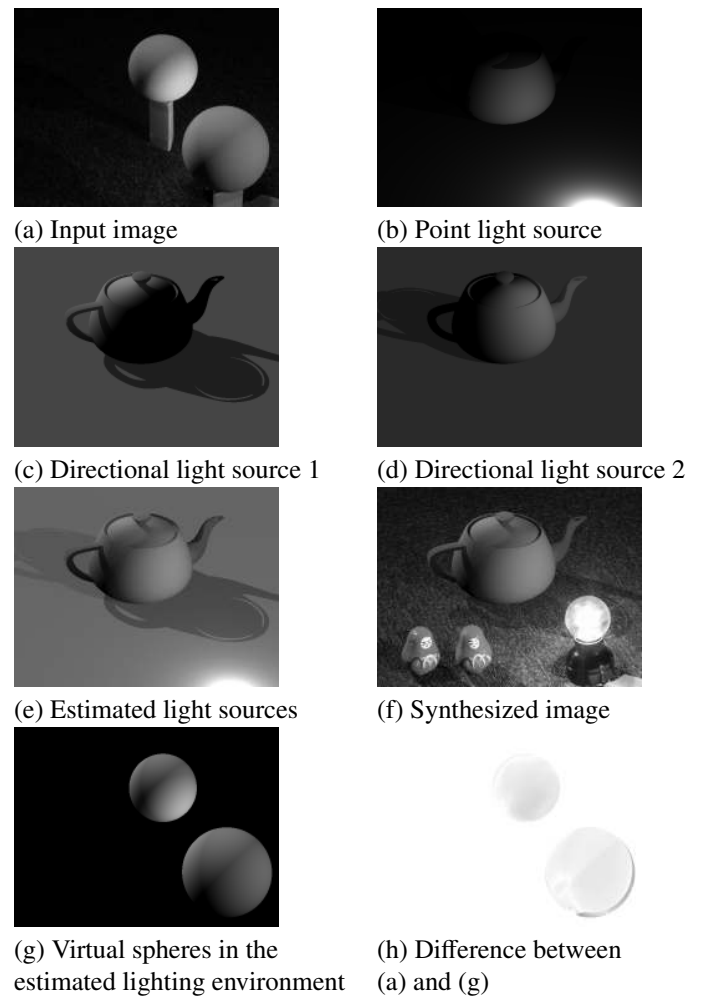 (a) Input image
(b) Point light source
(c) Directional light source 1
(d) Directional light source 2
(e) Estimated light sources
(f) Synthesized image
(g) Virtual spheres in the
estimated lighting environment
(h) Difference between
(a) and (g)